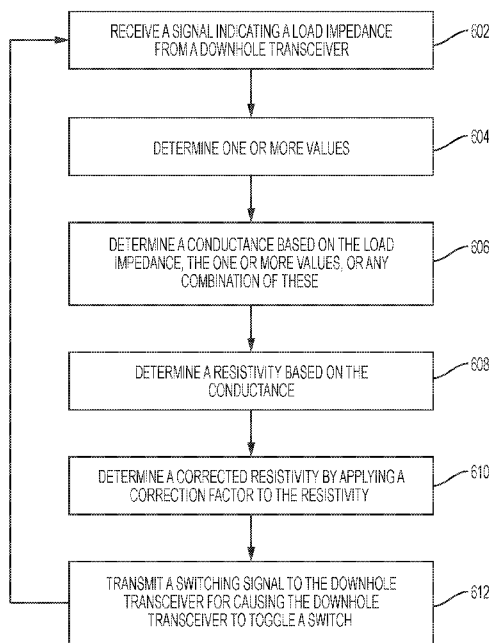 RECEIVE A SIGNAL INDICATING A LOAD IMPEDANCE
FROM A DOWNHOLE TRANSCEIVER
602
DETERMINE ONE OR MORE VALUES
604
DETERMINE A CONDUCTANCE BASED ON THE LOAD
IMPEDANCE, THE ONE OR MORE VALUES, OR ANY
COMBINATION OF THESE
606
DETERMINE A RESISTIVITY BASED ON THE
CONDUCTANCE
608
DETERMINE A CORRECTED RESISTIVITY BY APPLYING A
CORRECTION FACTOR TO THE RESISTIVITY
610
TRANSMIT A SWITCHING SIGNAL TO THE DOWNHOLE
TRANSCEIVER FOR CAUSING THE DOWNHOLE
TRANSCEIVER TO TOGGLE A SWITCH
612